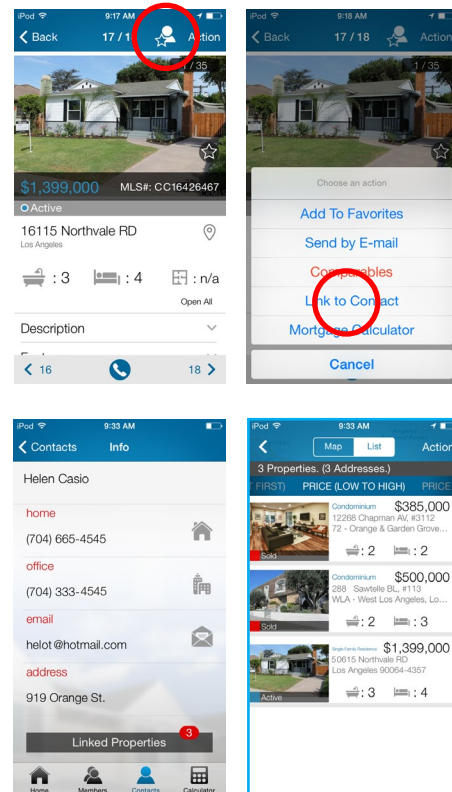 iPod 9:17 AM
Back 17 / 1 Action
1 / 35
$1,399,000 MLS#: CC16426467
Active
16115 Northvale RD
Los Angeles
: 3 : 4 : n/a
Open All
Description
16 18
iPod 9:18 AM
Back 17 / 18 Action
1 / 35
Choose an action
Add To Favorites
Send by E-mail
Comparables
Link to Contact
Mortgage Calculator
Cancel
iPod 9:33 AM
Contacts Info
Helen Casio
home
(704) 665-4545
office
(704) 333-4545
email
helot@hotmail.com
address
919 Orange St.
Linked Properties 3
Home Members Contacts Calculator
iPod 9:33 AM
Map List Action
3 Properties. (3 Addresses.)
FIRST) PRICE (LOW TO HIGH) PRICE
Condominium $385,000
12268 Chapman AV, #3112
72 - Orange & Garden Grove...
Sold : 2 : 2
Condominium $500,000
288 Sawtelle BL, #113
WLA - West Los Angeles, Lo...
Sold : 2 : 3
Single Family Residence $1,399,000
50615 Northvale RD
Los Angeles 90064-4357
Active : 3 : 4